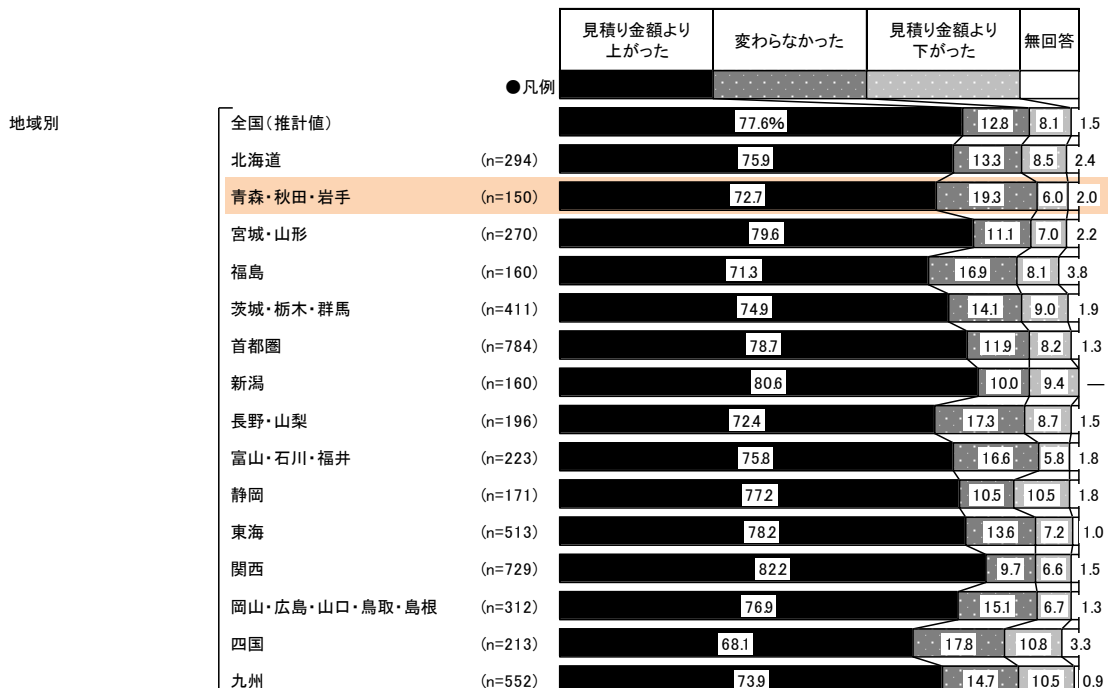 見積り金額より上がった 変わらなかった 見積り金額より下がった 無回答
●凡例
地域別 全国(推計値) 77.6% 12.8 8.1 1.5
北海道 (n=294) 75.9 13.3 8.5 2.4
青森・秋田・岩手 (n=150) 72.7 19.3 6.0 2.0
宮城・山形 (n=270) 79.6 11.1 7.0 2.2
福島 (n=160) 71.3 16.9 8.1 3.8
茨城・栃木・群馬 (n=411) 74.9 14.1 9.0 1.9
首都圏 (n=784) 78.7 11.9 8.2 1.3
新潟 (n=160) 80.6 10.0 9.4 —
長野・山梨 (n=196) 72.4 17.3 8.7 1.5
富山・石川・福井 (n=223) 75.8 16.6 5.8 1.8
静岡 (n=171) 77.2 10.5 10.5 1.8
東海 (n=513) 78.2 13.6 7.2 1.0
関西 (n=729) 82.2 9.7 6.6 1.5
岡山・広島・山口・鳥取・島根 (n=312) 76.9 15.1 6.7 1.3
四国 (n=213) 68.1 17.8 10.8 3.3
九州 (n=552) 73.9 14.7 10.5 0.9